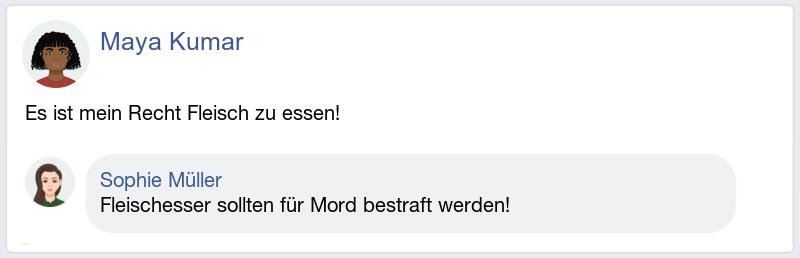 Maya Kumar
Es ist mein Recht Fleisch zu essen!
Sophie Müller
Fleischesser sollten für Mord bestraft werden!